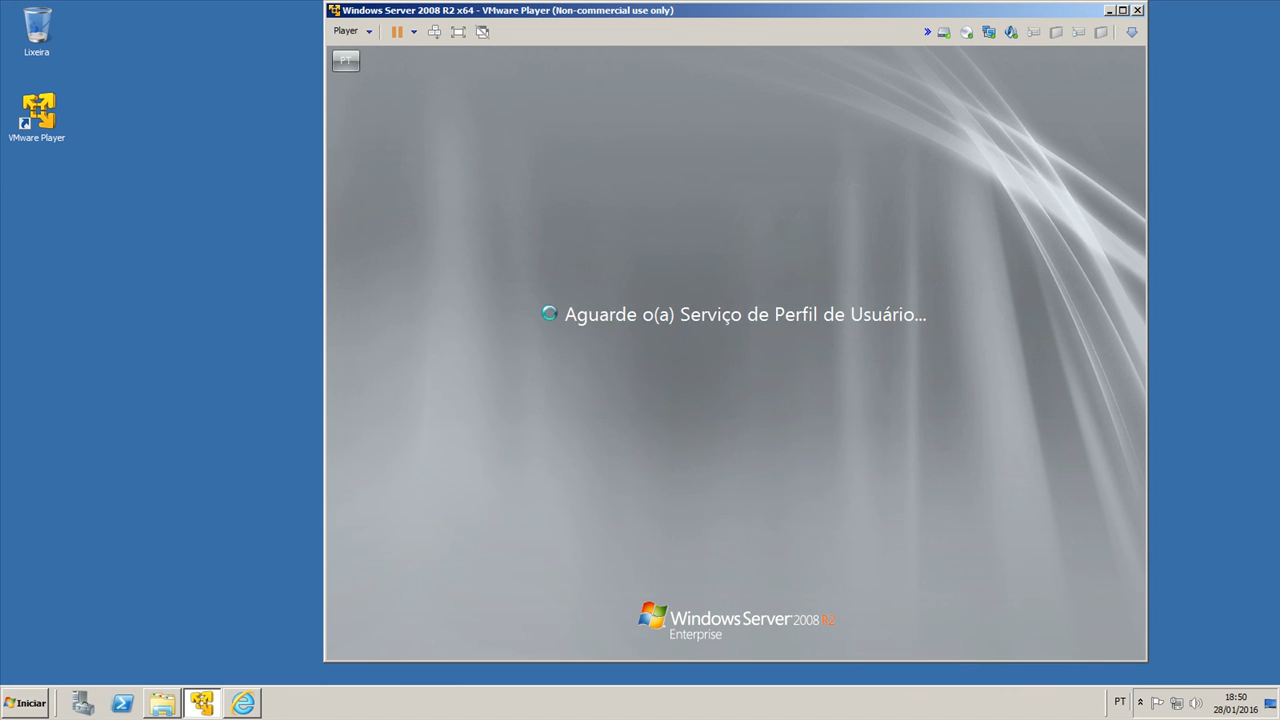 Lixeira
VMware Player
Windows Server 2008 R2 x64 - VMware Player (Non-commercial use only)
Player
PT
Aguarde o(a) Serviço de Perfil de Usuário...
Windows Server 2008 R2
Enterprise
Iniciar
PT
18:50
28/01/2016